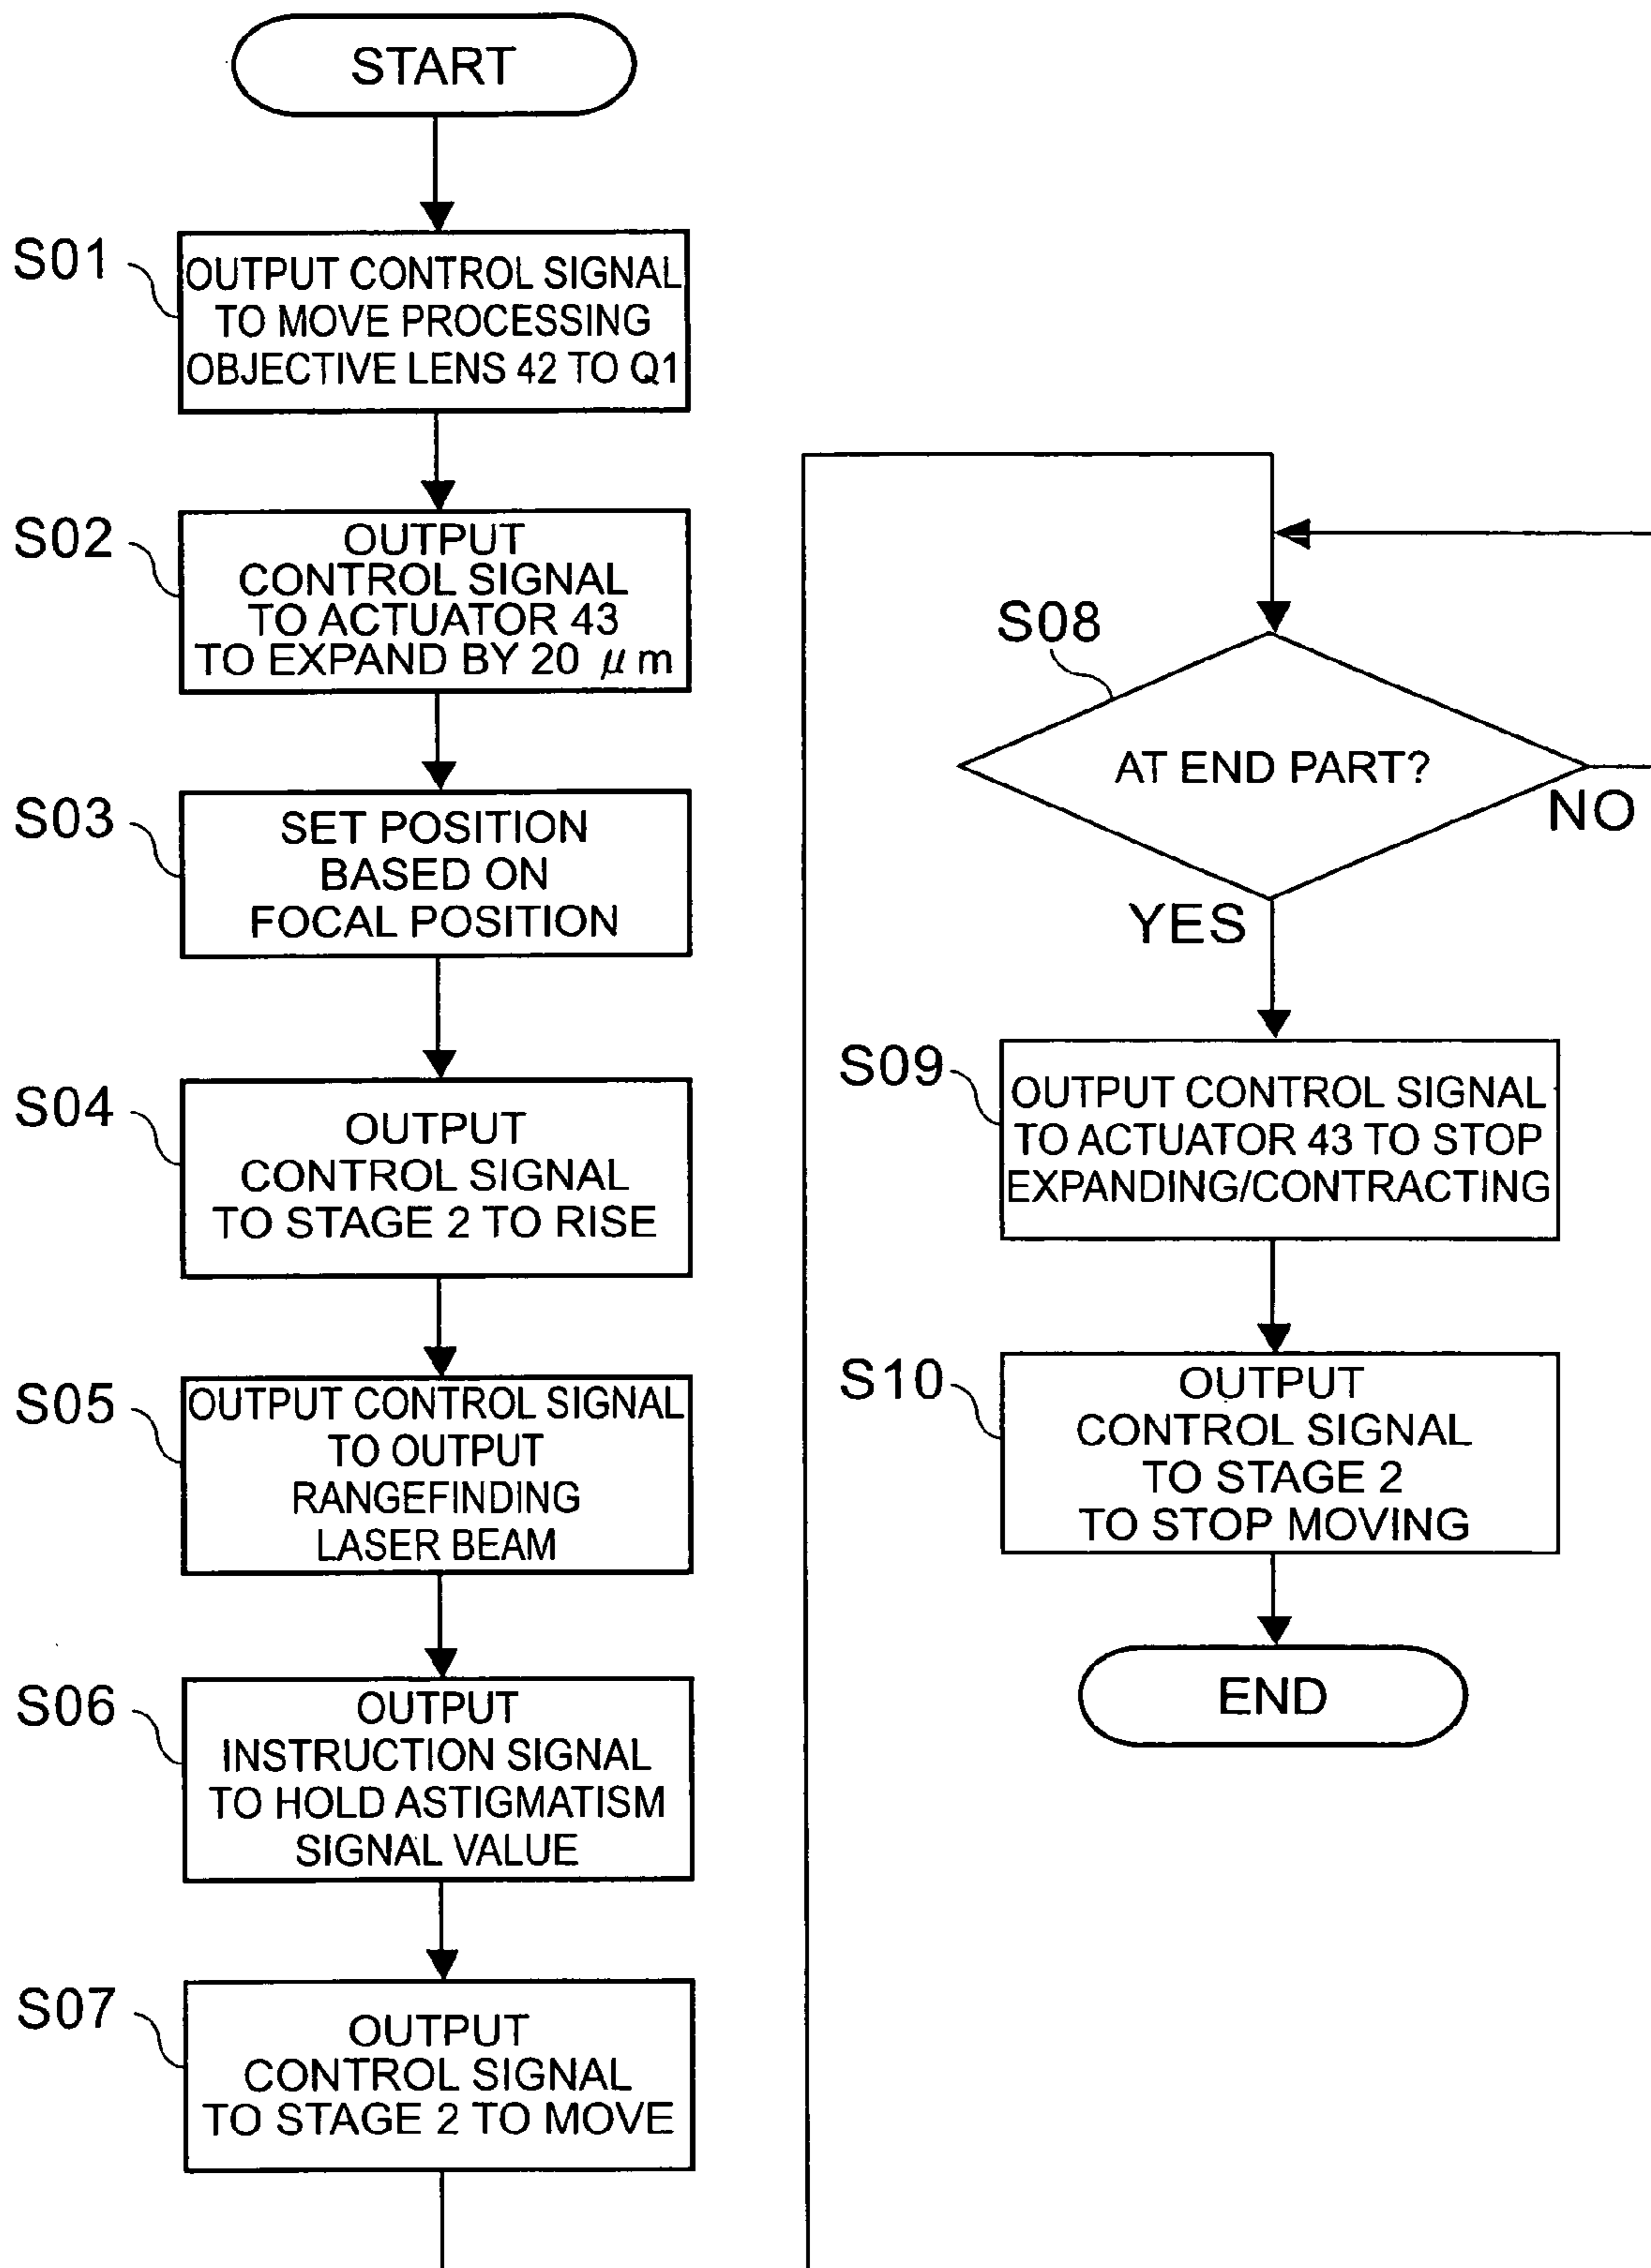 START
S01
OUTPUT CONTROL SIGNAL
TO MOVE PROCESSING
OBJECTIVE LENS 42 TO Q1
S02
OUTPUT
CONTROL SIGNAL
TO ACTUATOR 43
TO EXPAND BY 20 μm
S03
SET POSITION
BASED ON
FOCAL POSITION
S04
OUTPUT
CONTROL SIGNAL
TO STAGE 2 TO RISE
S05
OUTPUT CONTROL SIGNAL
TO OUTPUT
RANGEFINDING
LASER BEAM
S06
OUTPUT
INSTRUCTION SIGNAL
TO HOLD ASTIGMATISM
SIGNAL VALUE
S07
OUTPUT
CONTROL SIGNAL
TO STAGE 2 TO MOVE
S08
AT END PART?
NO
YES
S09
OUTPUT CONTROL SIGNAL
TO ACTUATOR 43 TO STOP
EXPANDING/CONTRACTING
S10
OUTPUT
CONTROL SIGNAL
TO STAGE 2
TO STOP MOVING
END